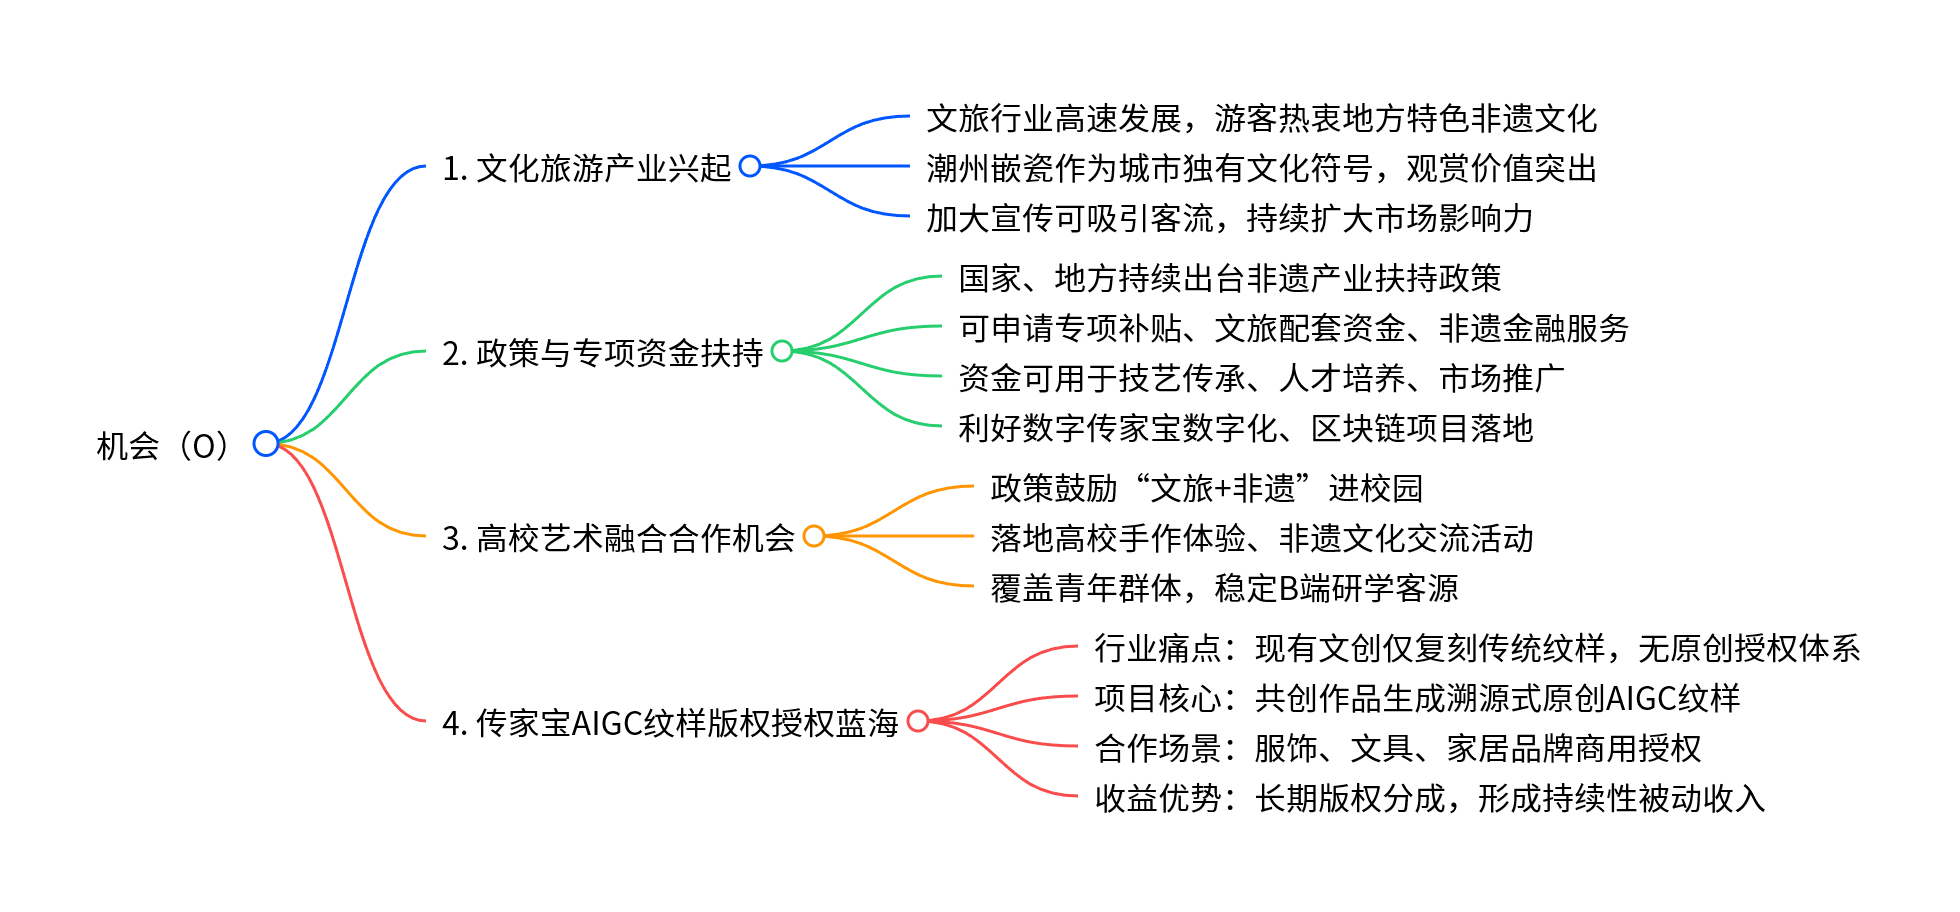 机会（O）
1. 文化旅游产业兴起
文旅行业高速发展，游客热衷地方特色非遗文化
潮州嵌瓷作为城市独有文化符号，观赏价值突出
加大宣传可吸引客流，持续扩大市场影响力
2. 政策与专项资金扶持
国家、地方持续出台非遗产业扶持政策
可申请专项补贴、文旅配套资金、非遗金融服务
资金可用于技艺传承、人才培养、市场推广
利好数字传家宝数字化、区块链项目落地
3. 高校艺术融合合作机会
政策鼓励“文旅+非遗”进校园
落地高校手作体验、非遗文化交流活动
覆盖青年群体，稳定B端研学客源
4. 传家宝AIGC纹样版权授权蓝海
行业痛点：现有文创仅复刻传统纹样，无原创授权体系
项目核心：共创作品生成溯源式原创AIGC纹样
合作场景：服饰、文具、家居品牌商用授权
收益优势：长期版权分成，形成持续性被动收入